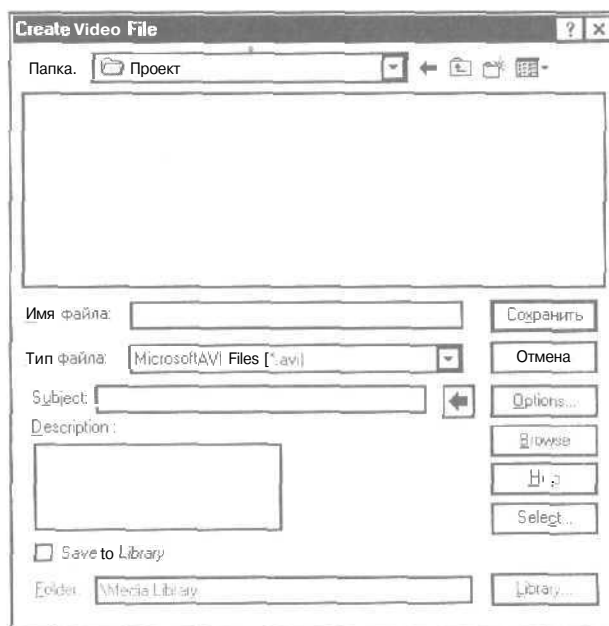 Create Video File
Папка. Проект
Имя файла:
Сохранить
Тип файла: MicrosoftAVI Files [*.avi)
Отмена
Subject:
Options...
Description :
Browse
Select...
Save to Library
Folder: \Media Library
Library...